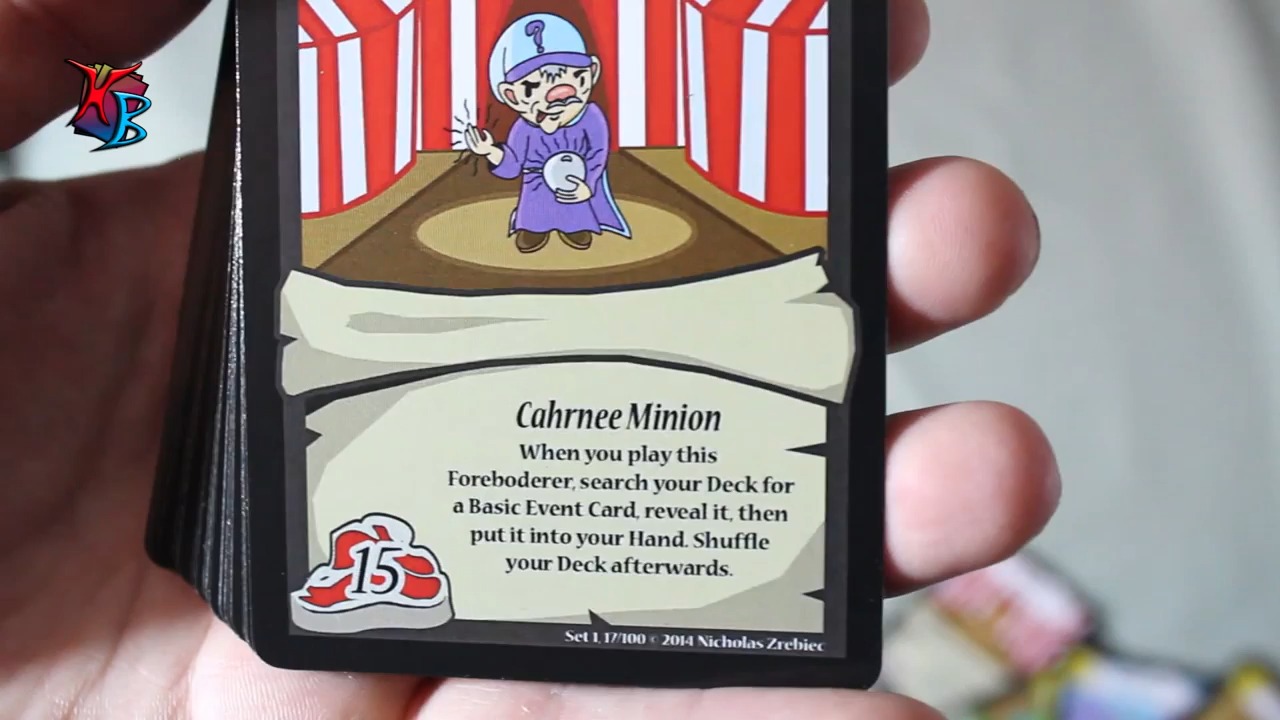 KB
?
Cahrnee Minion
When you play this
Foreboderer, search your Deck for
a Basic Event Card, reveal it, then
put it into your Hand. Shuffle
your Deck afterwards.
15
Set 1, 17/100 © 2014 Nicholas Zrebiec